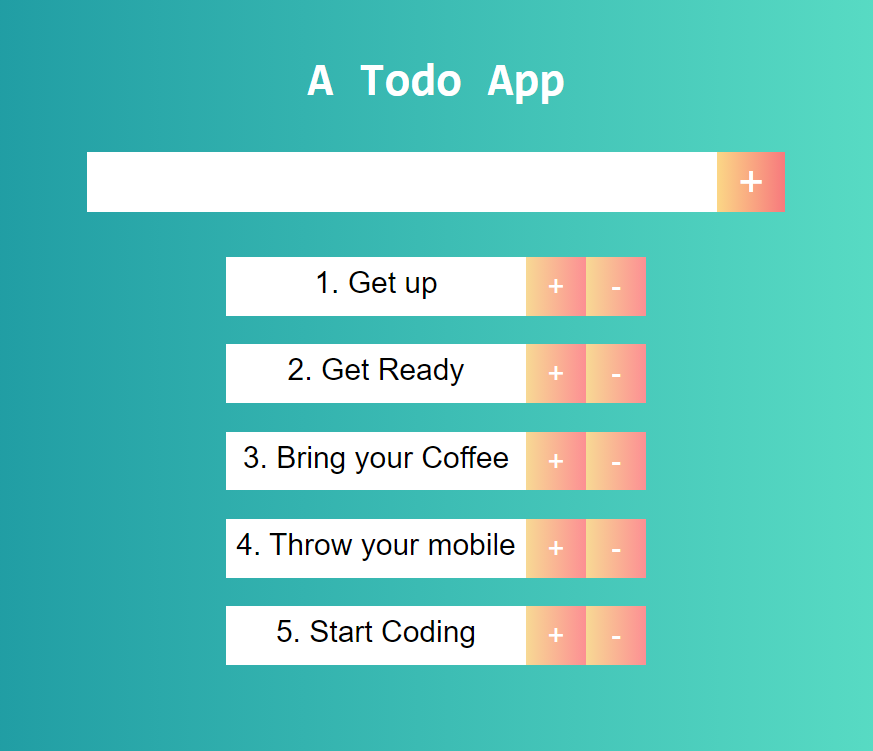 A Todo App
+
1. Get up + -
2. Get Ready + -
3. Bring your Coffee + -
4. Throw your mobile + -
5. Start Coding + -